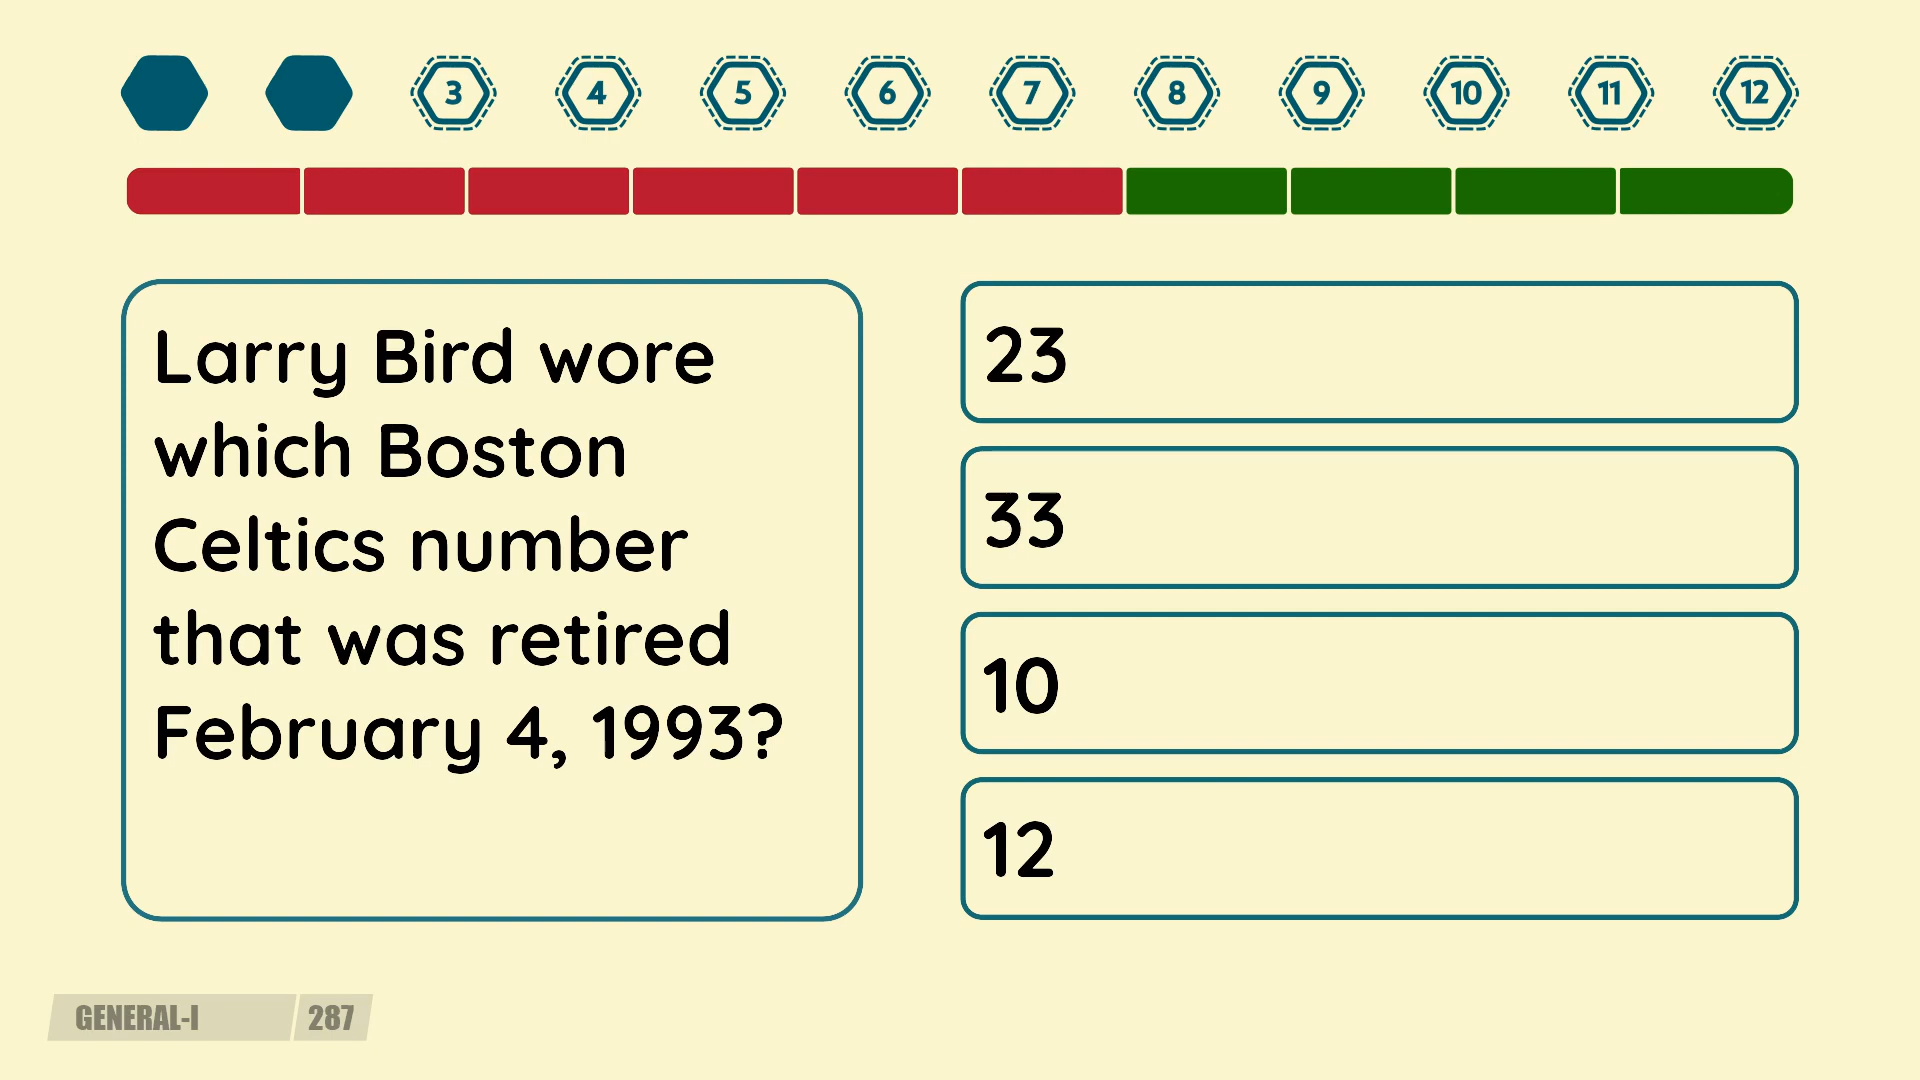 3 4 5 6 7 8 9 10 11 12
Larry Bird wore
which Boston
Celtics number
that was retired
February 4, 1993?
23
33
10
12
GENERAL-I 287